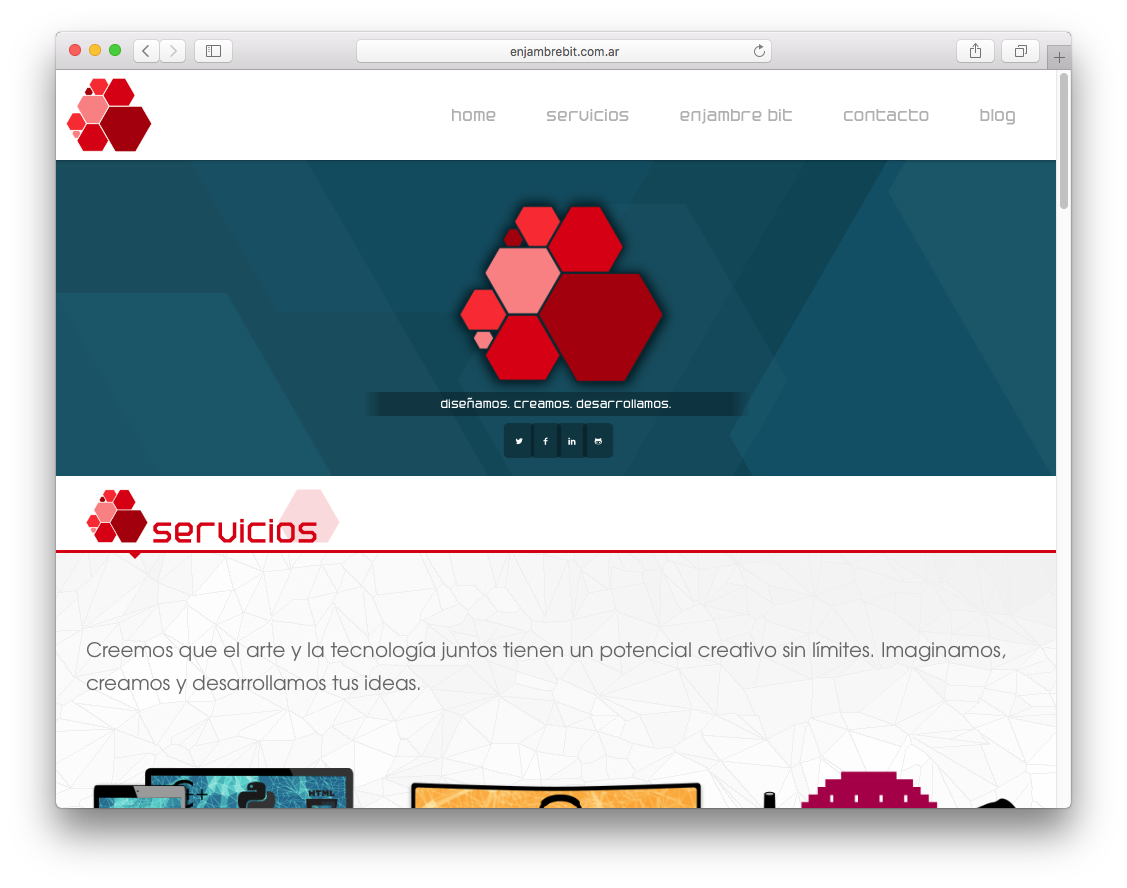 enjambrebit.com.ar
home servicios enjambre bit contacto blog
diseñamos. creamos. desarrollamos.
servicios
Creemos que el arte y la tecnología juntos tienen un potencial creativo sin límites. Imaginamos,
creamos y desarrollamos tus ideas.
C++ HTML